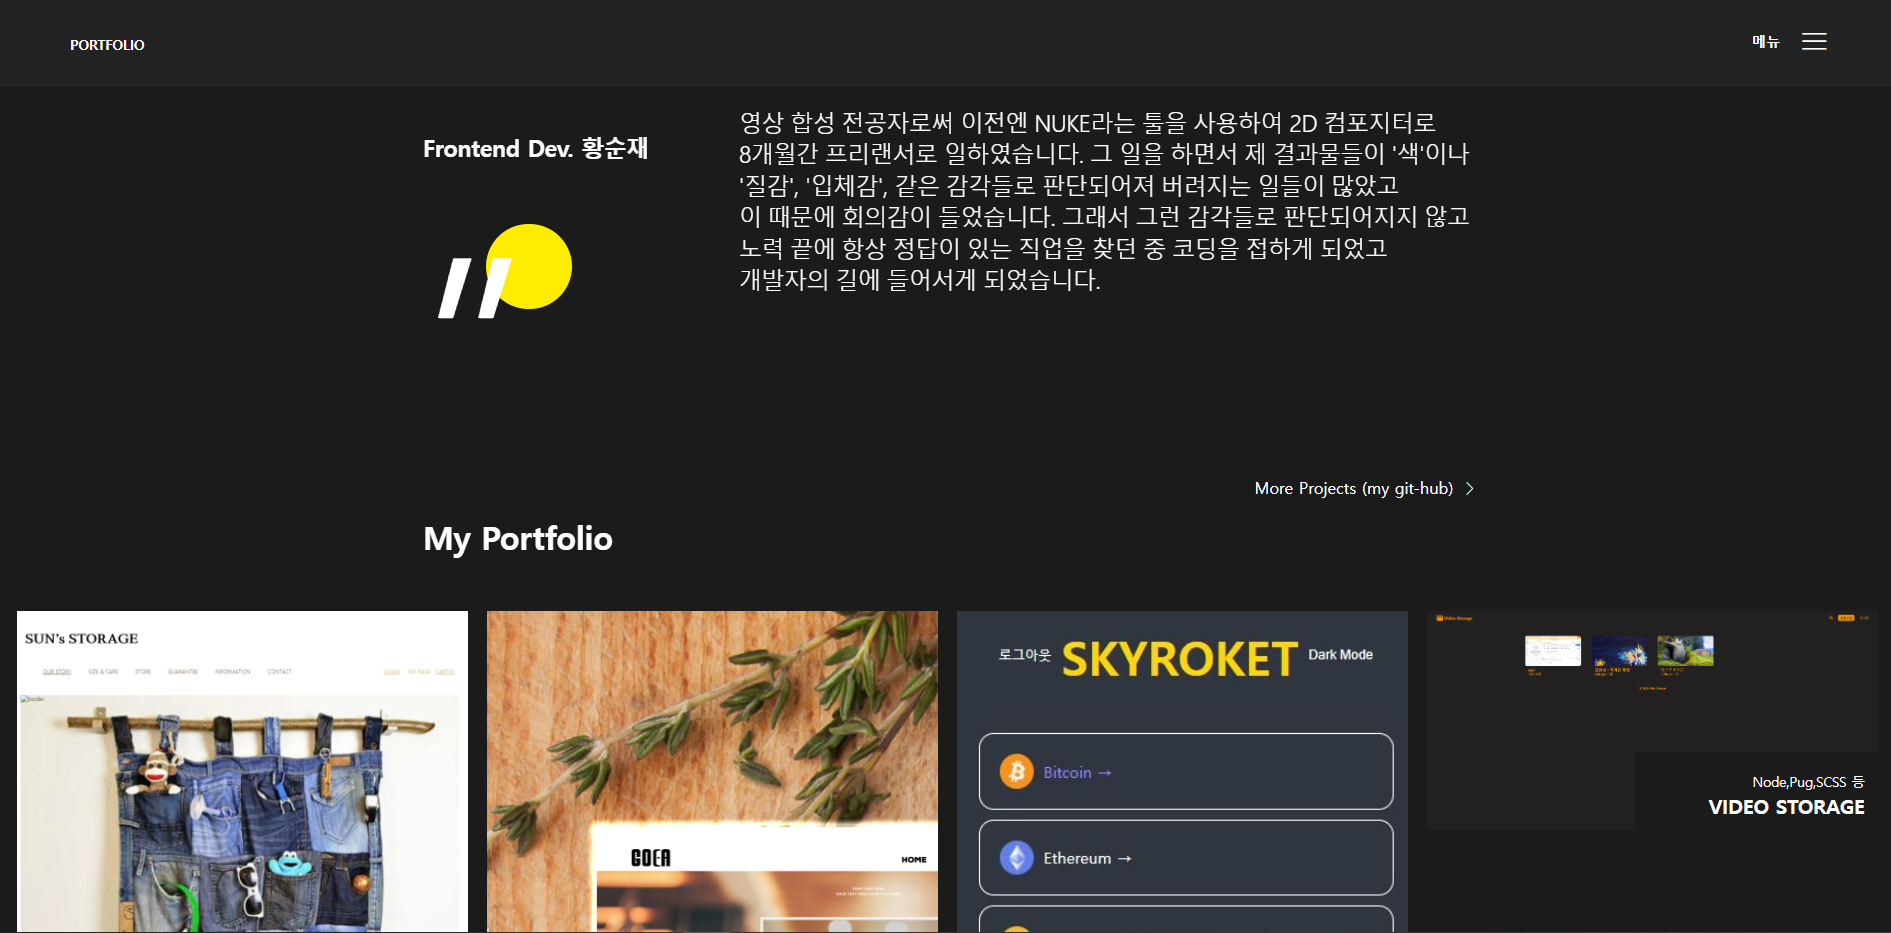 PORTFOLIO
메뉴
Frontend Dev. 황순재
영상 합성 전공자로써 이전엔 NUKE라는 툴을 사용하여 2D 컴포지터로
8개월간 프리랜서로 일하였습니다. 그 일을 하면서 제 결과물들이 '색'이나
'질감', '입체감', 같은 감각들로 판단되어져 버려지는 일들이 많았고
이 때문에 회의감이 들었습니다. 그래서 그런 감각들로 판단되어지지 않고
노력 끝에 항상 정답이 있는 직업을 찾던 중 코딩을 접하게 되었고
개발자의 길에 들어서게 되었습니다.
More Projects (my git-hub)
My Portfolio
SUN's STORAGE
OUR STORY SIZE & CARE STORE GUARANTEE INFORMATION CONTACT LOGIN MY PAGE
border
GOEA
HOME
로그아웃 SKYROKET Dark Mode
Bitcoin →
Ethereum →
Video Storage
Node,Pug,SCSS 등
VIDEO STORAGE